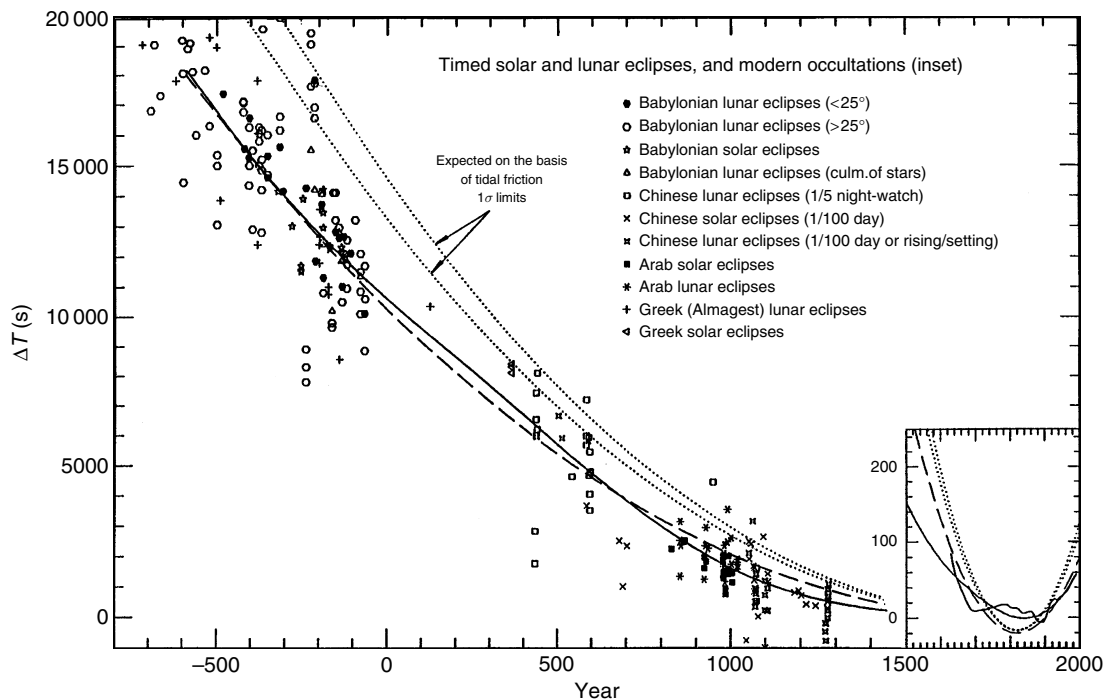 20 000
15 000
10 000
5000
0
ΔT (s)
Timed solar and lunar eclipses, and modern occultations (inset)
Babylonian lunar eclipses (<25°)
Babylonian lunar eclipses (>25°)
Babylonian solar eclipses
Babylonian lunar eclipses (culm.of stars)
Chinese lunar eclipses (1/5 night-watch)
Chinese solar eclipses (1/100 day)
Chinese lunar eclipses (1/100 day or rising/setting)
Arab solar eclipses
Arab lunar eclipses
Greek (Almagest) lunar eclipses
Greek solar eclipses
Expected on the basis
of tidal friction
1σ limits
200
100
0
−500
0
500
1000
1500
2000
Year